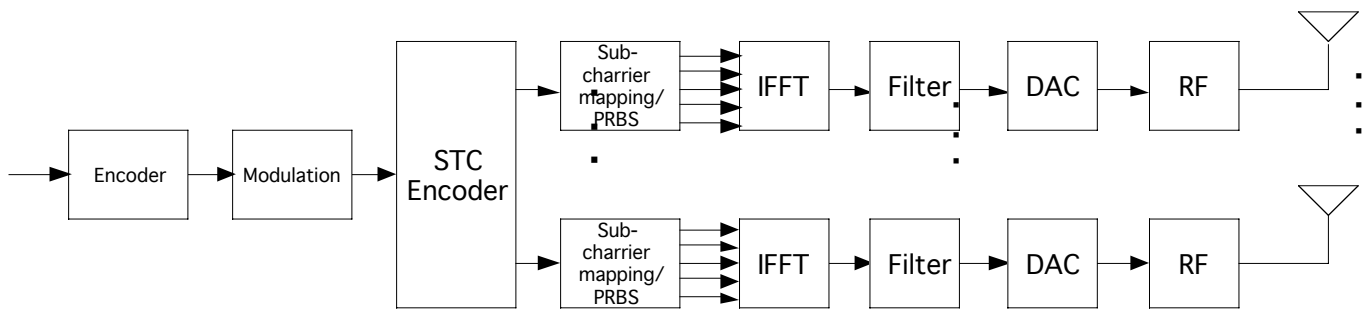 Encoder
Modulation
STC
Encoder
Sub-
charrier
mapping/
PRBS
IFFT
Filter
DAC
RF
Sub-
charrier
mapping/
PRBS
IFFT
Filter
DAC
RF